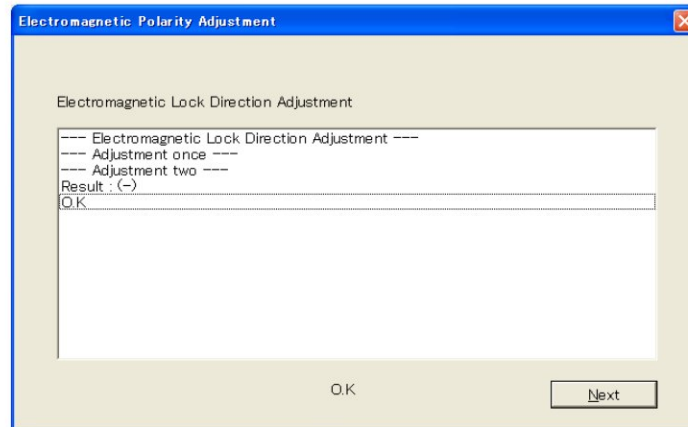 Electromagnetic Polarity Adjustment
Electromagnetic Lock Direction Adjustment
--- Electromagnetic Lock Direction Adjustment ---
--- Adjustment once ---
--- Adjustment two ---
Result : (-)
O.K
O.K
Next